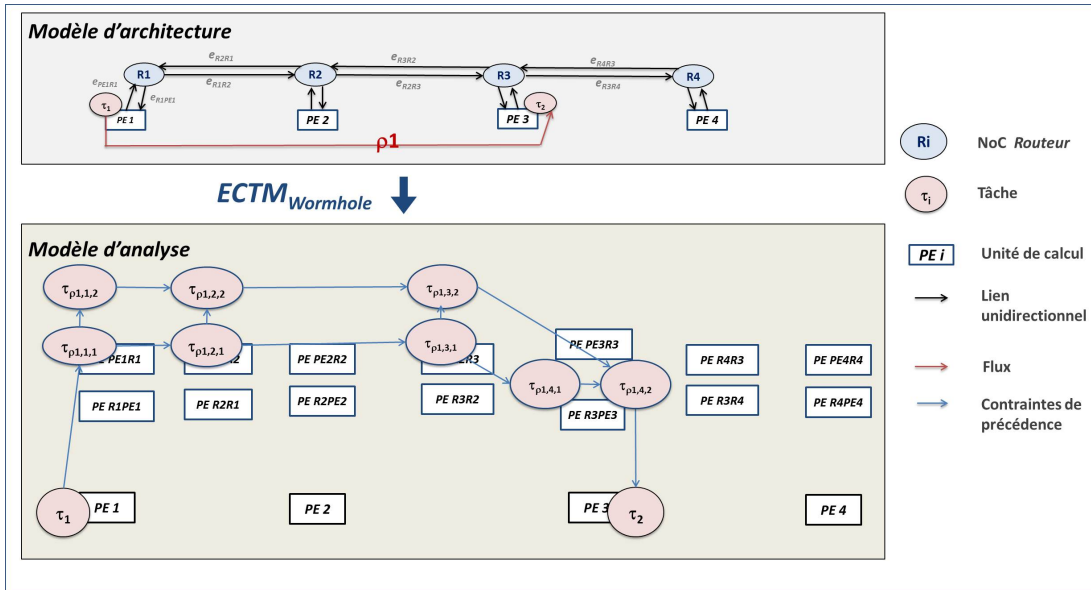 Modèle d'architecture
e_R2R1
e_R3R2
e_R4R3
R1
R2
R3
R4
e_PE1R1
e_R1PE1
e_R1R2
e_R2R3
e_R3R4
τ1
PE 1
PE 2
PE 3
τ2
PE 4
ρ1
ECTM Wormhole
Modèle d'analyse
τρ1,1,2
τρ1,2,2
τρ1,3,2
τρ1,1,1
PE PE1R1
τρ1,2,1
PE PE2R2
τρ1,3,1
PE PE3R3
PE R4R3
PE PE4R4
PE R1PE1
PE R2R1
PE R2PE2
PE R3R2
τρ1,4,1
τρ1,4,2
PE R3PE3
PE R3R4
PE R4PE4
τ1
PE 1
PE 2
PE 3
τ2
PE 4
Ri
NoC Routeur
τi
Tâche
PE i
Unité de calcul
Lien
unidirectionnel
Flux
Contraintes de
précédence